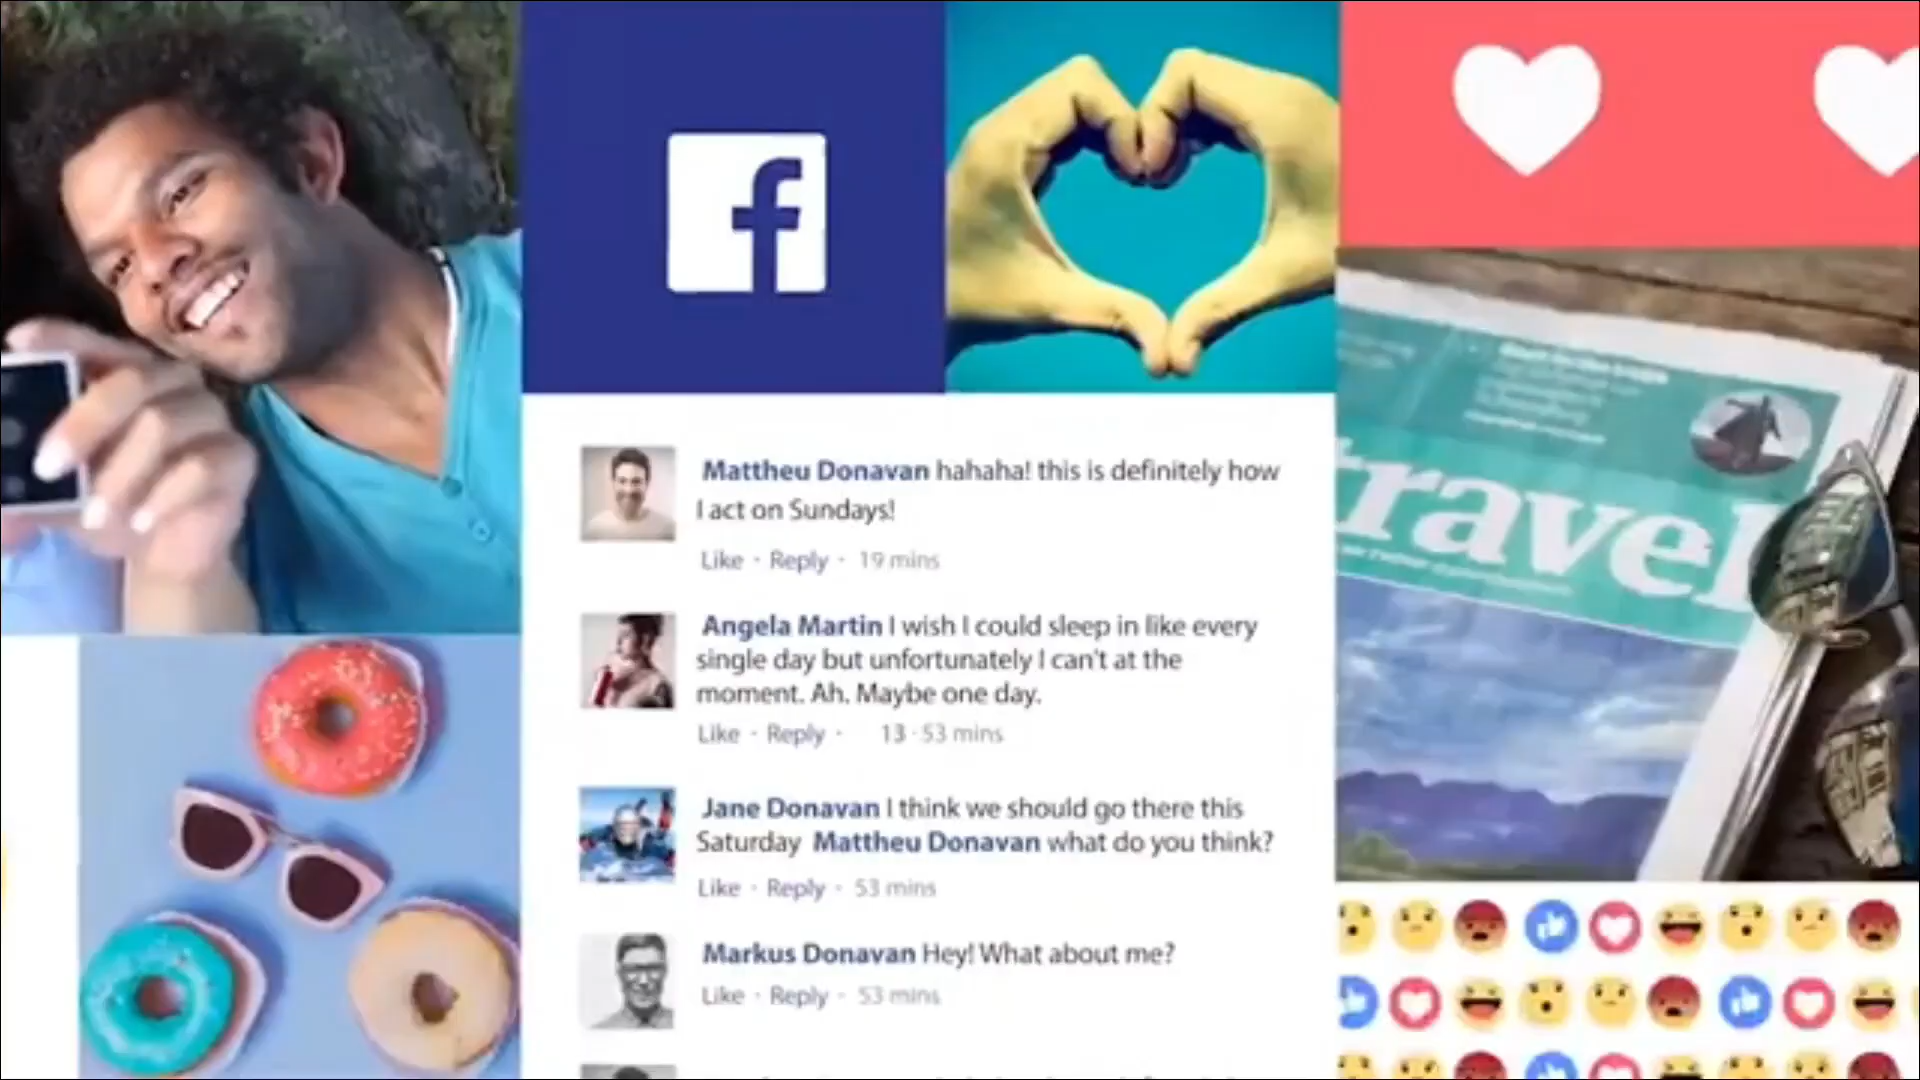 f
Mattheu Donavan hahaha! this is definitely how
I act on Sundays!
Like · Reply · 19 mins
Angela Martin I wish I could sleep in like every
single day but unfortunately I can't at the
moment. Ah. Maybe one day.
Like · Reply · 13 · 53 mins
Jane Donavan I think we should go there this
Saturday Mattheu Donavan what do you think?
Like · Reply · 53 mins
Markus Donavan Hey! What about me?
Like · Reply · 53 mins
travel